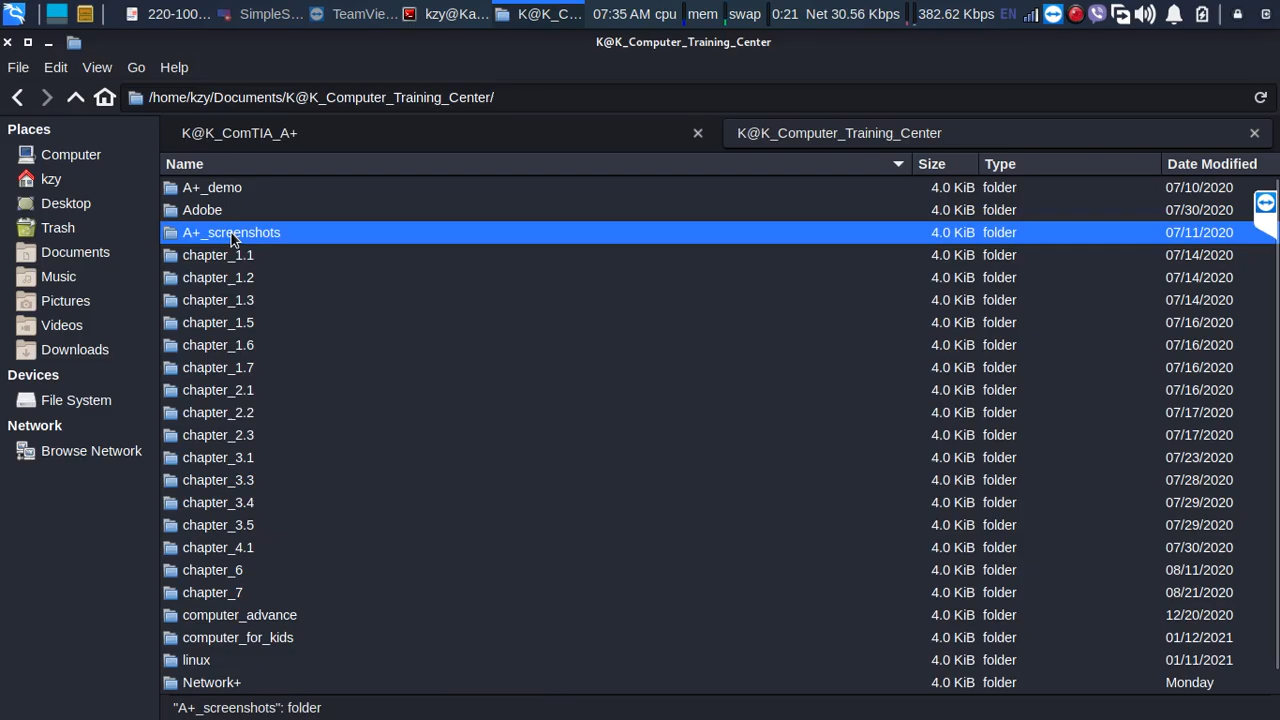 220-100... SimpleS... TeamVie... kzy@Ka... K@K_C... 07:35 AM cpu mem swap 0:21 Net 30.56 Kbps 382.62 Kbps EN
K@K_Computer_Training_Center
File Edit View Go Help
/home/kzy/Documents/K@K_Computer_Training_Center/
Places
Computer
kzy
Desktop
Trash
Documents
Music
Pictures
Videos
Downloads
Devices
File System
Network
Browse Network
K@K_ComTIA_A+ K@K_Computer_Training_Center
Name Size Type Date Modified
A+_demo 4.0 KiB folder 07/10/2020
Adobe 4.0 KiB folder 07/30/2020
A+_screenshots 4.0 KiB folder 07/11/2020
chapter_1.1 4.0 KiB folder 07/14/2020
chapter_1.2 4.0 KiB folder 07/14/2020
chapter_1.3 4.0 KiB folder 07/14/2020
chapter_1.5 4.0 KiB folder 07/16/2020
chapter_1.6 4.0 KiB folder 07/16/2020
chapter_1.7 4.0 KiB folder 07/16/2020
chapter_2.1 4.0 KiB folder 07/16/2020
chapter_2.2 4.0 KiB folder 07/17/2020
chapter_2.3 4.0 KiB folder 07/17/2020
chapter_3.1 4.0 KiB folder 07/23/2020
chapter_3.3 4.0 KiB folder 07/28/2020
chapter_3.4 4.0 KiB folder 07/29/2020
chapter_3.5 4.0 KiB folder 07/29/2020
chapter_4.1 4.0 KiB folder 07/30/2020
chapter_6 4.0 KiB folder 08/11/2020
chapter_7 4.0 KiB folder 08/21/2020
computer_advance 4.0 KiB folder 12/20/2020
computer_for_kids 4.0 KiB folder 01/12/2021
linux 4.0 KiB folder 01/11/2021
Network+ 4.0 KiB folder Monday
"A+_screenshots": folder